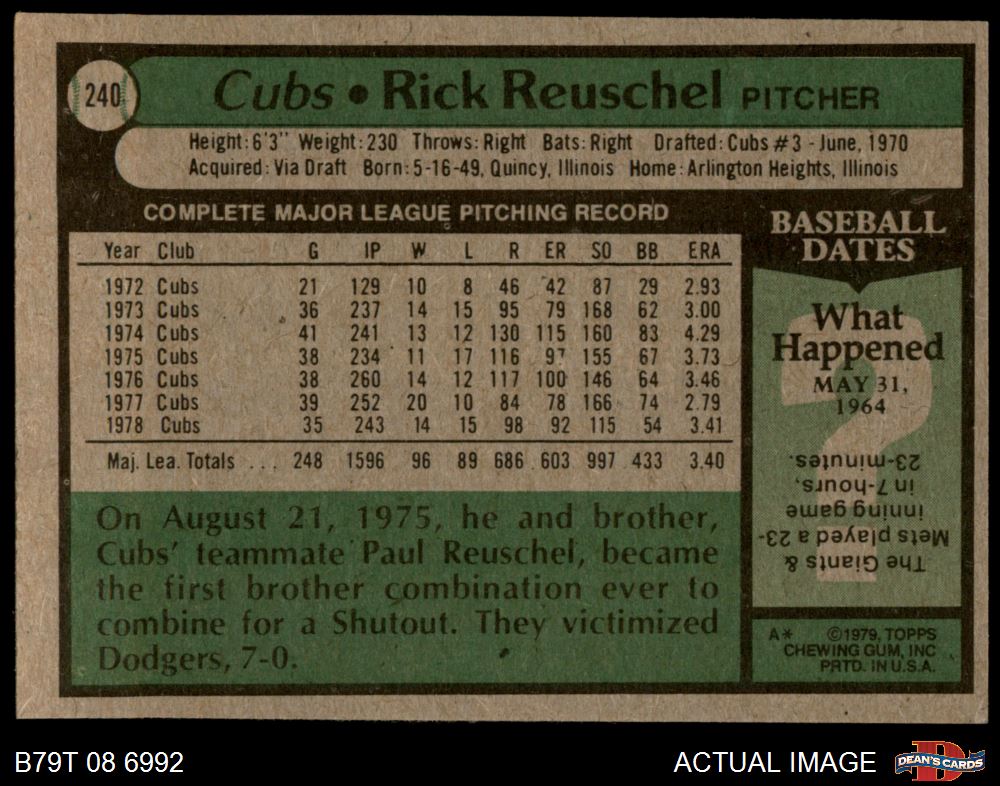 240
Cubs • Rick Reuschel PITCHER
Height: 6'3" Weight: 230 Throws: Right Bats: Right Drafted: Cubs #3 - June, 1970
Acquired: Via Draft Born: 5-16-49, Quincy, Illinois Home: Arlington Heights, Illinois
COMPLETE MAJOR LEAGUE PITCHING RECORD
Year Club G IP W L R ER SO BB ERA
1972 Cubs 21 129 10 8 46 42 87 29 2.93
1973 Cubs 36 237 14 15 95 79 168 62 3.00
1974 Cubs 41 241 13 12 130 115 160 83 4.29
1975 Cubs 38 234 11 17 116 97 155 67 3.73
1976 Cubs 38 260 14 12 117 100 146 64 3.46
1977 Cubs 39 252 20 10 84 78 166 74 2.79
1978 Cubs 35 243 14 15 98 92 115 54 3.41
Maj. Lea. Totals ... 248 1596 96 89 686 603 997 433 3.40
On August 21, 1975, he and brother,
Cubs' teammate Paul Reuschel, became
the first brother combination ever to
combine for a Shutout. They victimized
Dodgers, 7-0.
BASEBALL
DATES
What
Happened
MAY 31,
1964
?
The Giants &
Mets played a 23-
inning game
in 7-hours,
23-minutes.
A* ©1979, TOPPS
CHEWING GUM, INC
PRTD. IN U.S.A.
B79T 08 6992
ACTUAL IMAGE
D
DEAN'S CARDS